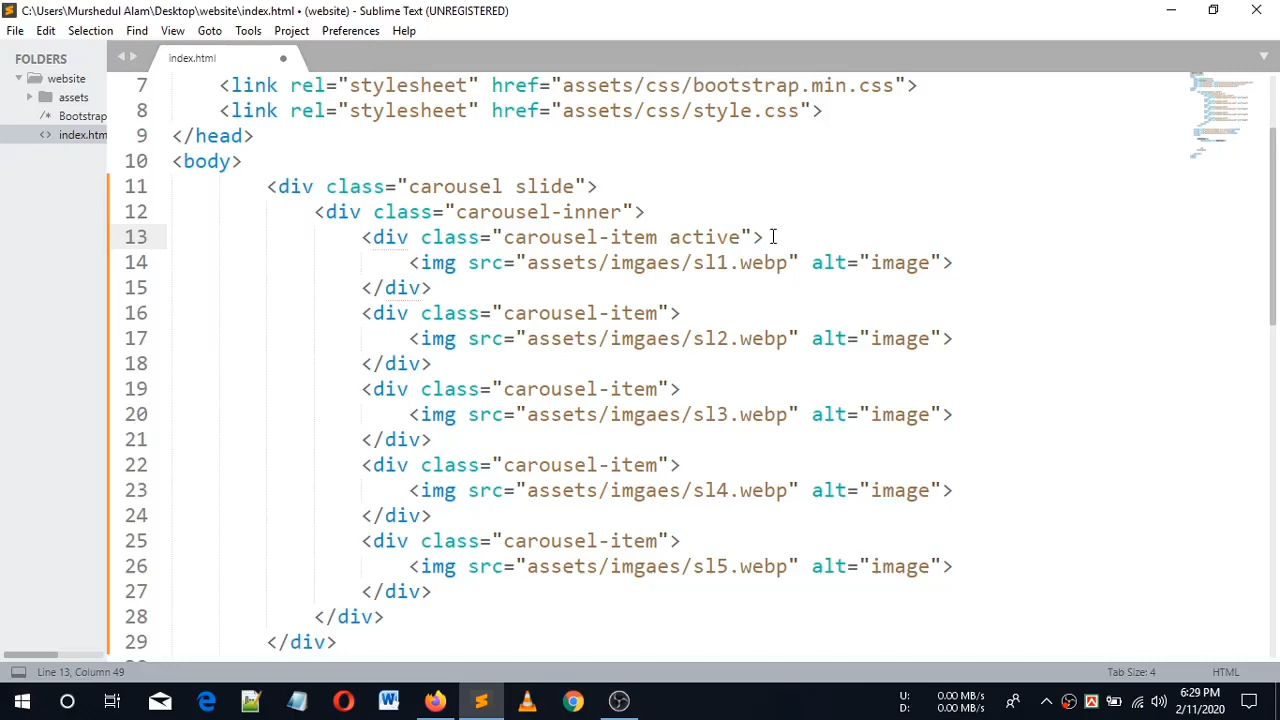 C:\Users\Murshedul Alam\Desktop\website\index.html • (website) - Sublime Text (UNREGISTERED)
File Edit Selection Find View Goto Tools Project Preferences Help
FOLDERS
website
assets
Bootstrap
index.htm
index.html
7 <link rel="stylesheet" href="assets/css/bootstrap.min.css">
8 <link rel="stylesheet" href="assets/css/style.css">
9 </head>
10 <body>
11 <div class="carousel slide">
12 <div class="carousel-inner">
13 <div class="carousel-item active">
14 <img src="assets/imgaes/sl1.webp" alt="image">
15 </div>
16 <div class="carousel-item">
17 <img src="assets/imgaes/sl2.webp" alt="image">
18 </div>
19 <div class="carousel-item">
20 <img src="assets/imgaes/sl3.webp" alt="image">
21 </div>
22 <div class="carousel-item">
23 <img src="assets/imgaes/sl4.webp" alt="image">
24 </div>
25 <div class="carousel-item">
26 <img src="assets/imgaes/sl5.webp" alt="image">
27 </div>
28 </div>
29 </div>
Line 13, Column 49
Tab Size: 4
HTML
U: 0.00 MB/s
D: 0.00 MB/s
6:29 PM
2/11/2020